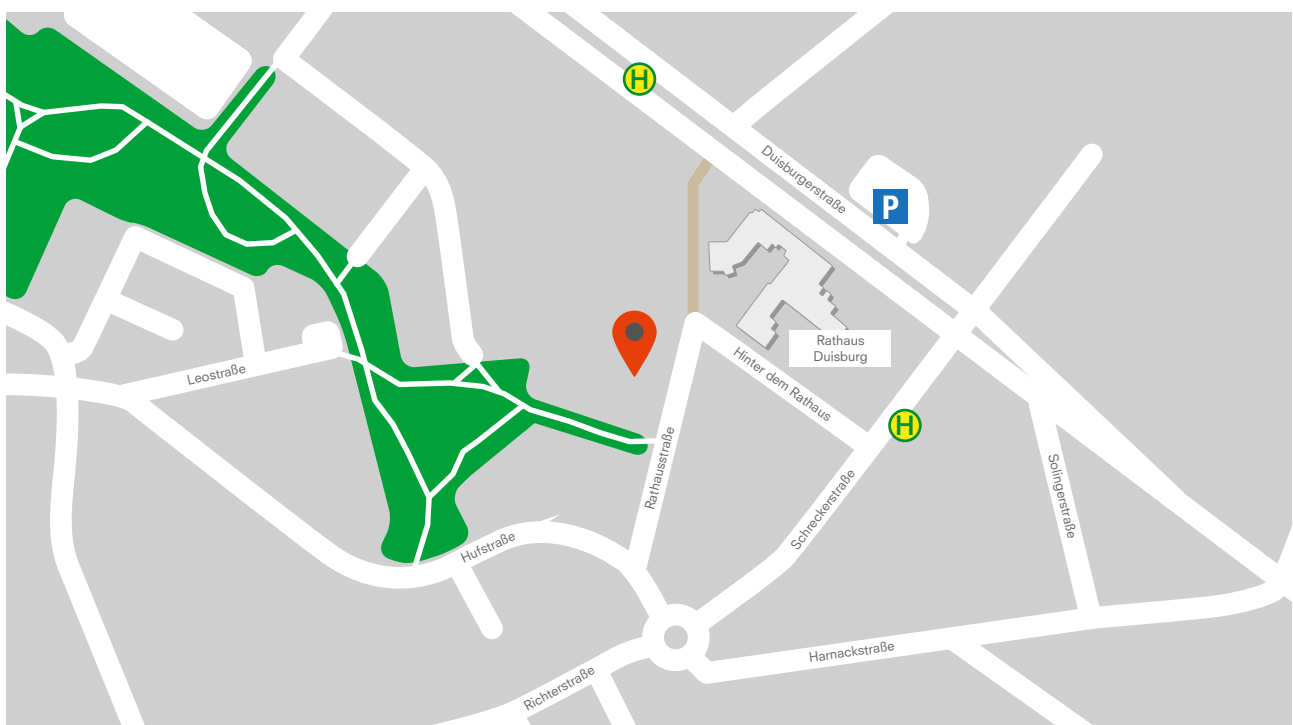 H
Duisburgerstraße
P
Rathaus
Duisburg
Hinter dem Rathaus
Leostraße
H
Rathausstraße
Schreckerstraße
Solingerstraße
Hufstraße
Harnackstraße
Richterstraße